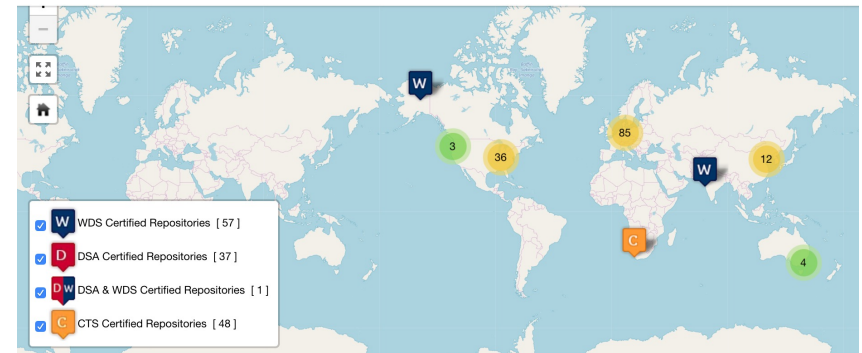 W
3
36
85
W
12
C
4
W WDS Certified Repositories [ 57 ]
D DSA Certified Repositories [ 37 ]
D W DSA & WDS Certified Repositories [ 1 ]
C CTS Certified Repositories [ 48 ]